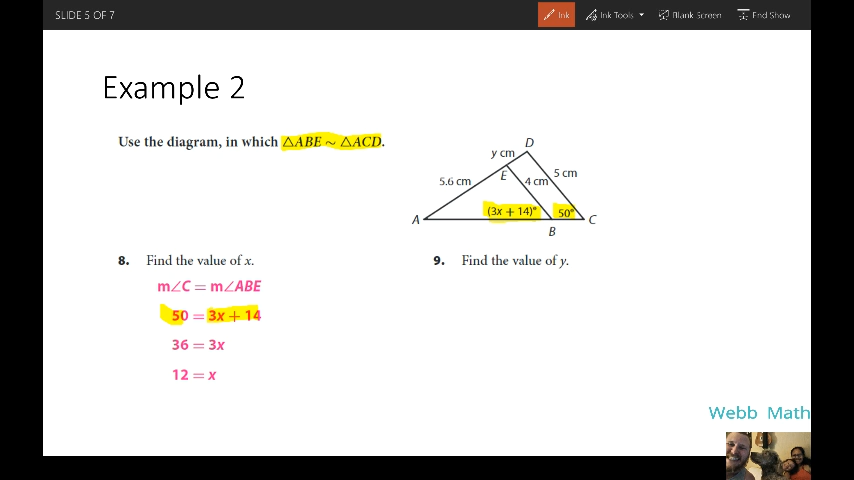 SLIDE 5 OF 7
Ink
Ink Tools
Blank Screen
End Show
Example 2
Use the diagram, in which △ABE ~ △ACD.
D
y cm
E
5 cm
5.6 cm
4 cm
(3x + 14)°
50°
A
C
B
8. Find the value of x.
9. Find the value of y.
m∠C = m∠ABE
50 = 3x + 14
36 = 3x
12 = x
Webb Math